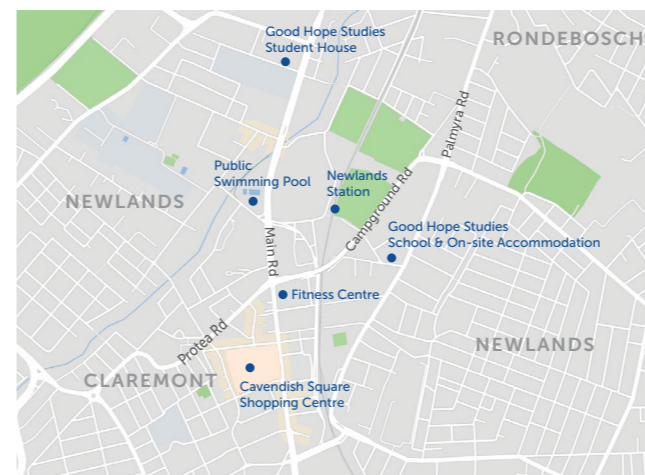 Good Hope Studies
Student House
RONDEBOSCH
Palmyra Rd
Public
Swimming Pool
Newlands
Station
NEWLANDS
Campground Rd
Good Hope Studies
School & On-site Accommodation
Main Rd
Fitness Centre
Protea Rd
NEWLANDS
CLAREMONT
Cavendish Square
Shopping Centre